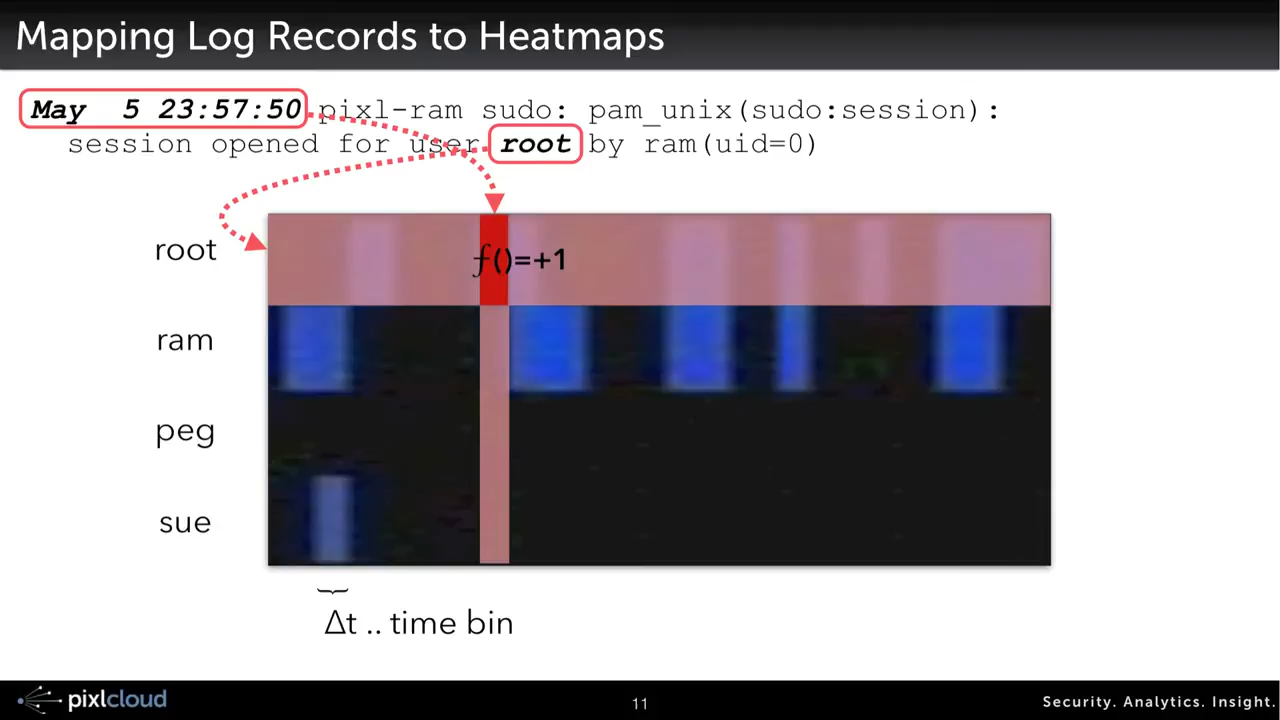 Mapping Log Records to Heatmaps
May 5 23:57:50 pixl-ram sudo: pam_unix(sudo:session):
session opened for user root by ram(uid=0)
root
ƒ()=+1
ram
peg
sue
Δt .. time bin
pixlcloud
11
Security. Analytics. Insight.